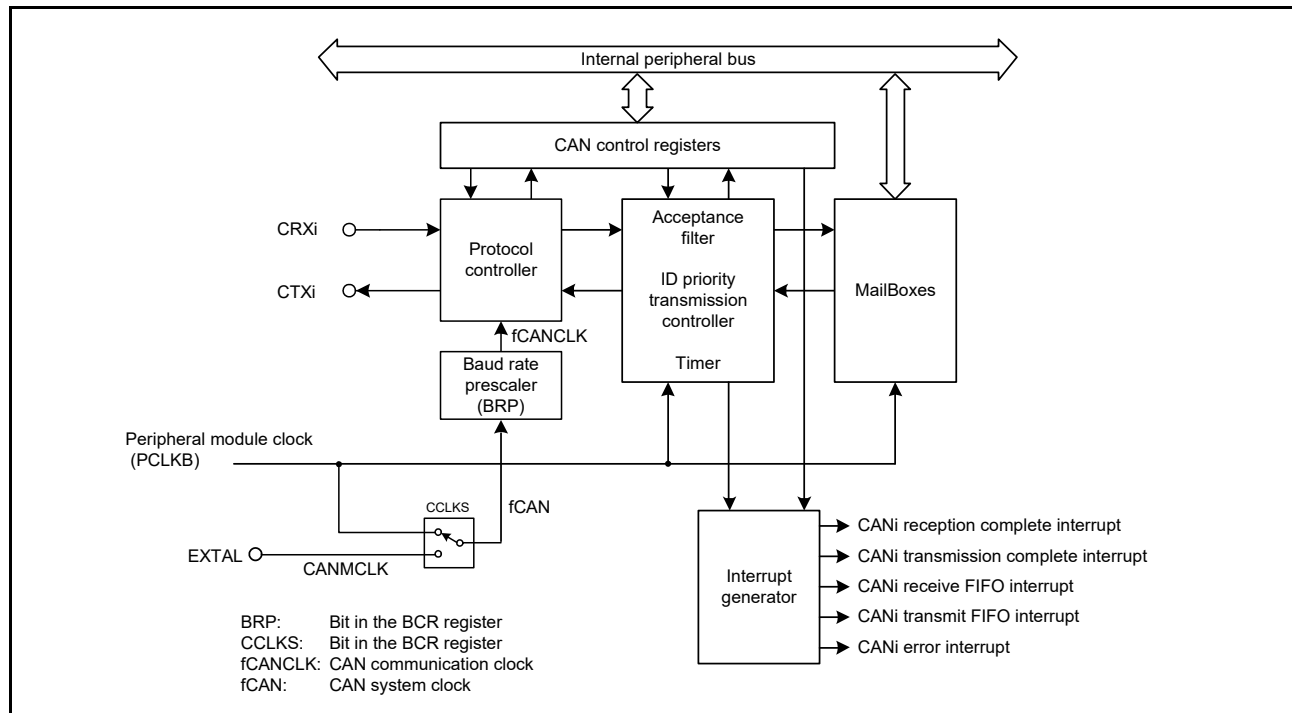 Internal peripheral bus
CAN control registers
CRXi
CTXi
Protocol
controller
Acceptance
filter
ID priority
transmission
controller
Timer
MailBoxes
fCANCLK
Baud rate
prescaler
(BRP)
Peripheral module clock
(PCLKB)
CCLKS
fCAN
EXTAL
CANMCLK
Interrupt
generator
CANi reception complete interrupt
CANi transmission complete interrupt
CANi receive FIFO interrupt
CANi transmit FIFO interrupt
CANi error interrupt
BRP: Bit in the BCR register
CCLKS: Bit in the BCR register
fCANCLK: CAN communication clock
fCAN: CAN system clock